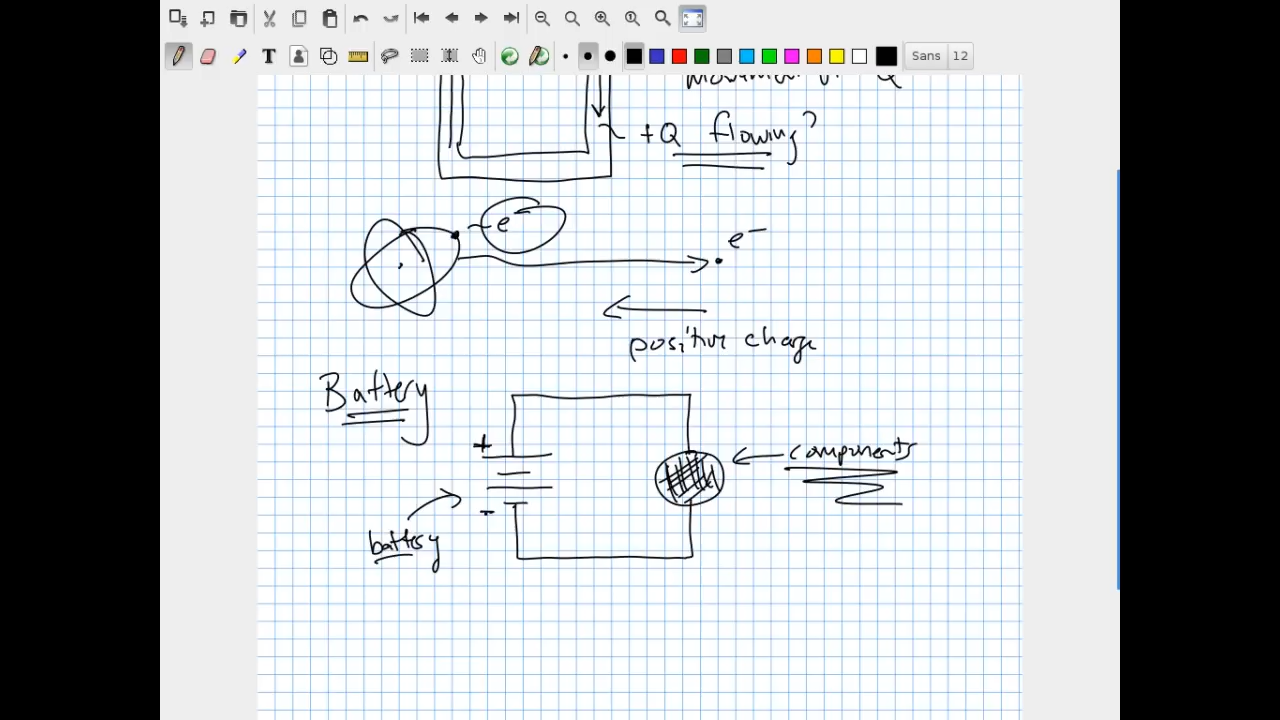 Sans 12
+Q flowing?
e⁻
e⁻
positive charge
Battery
+
components
-
battery